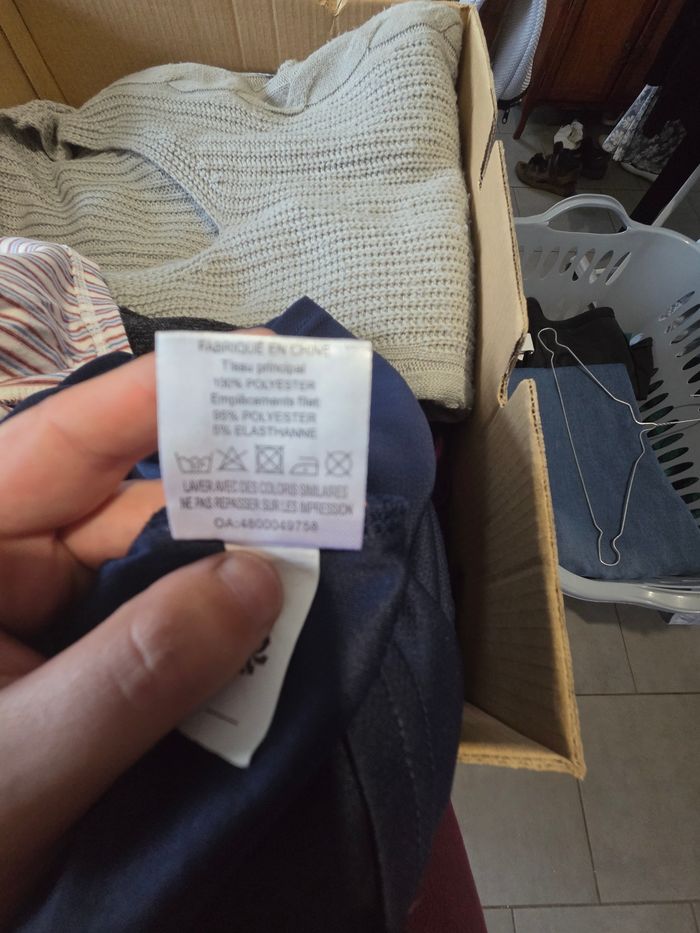 FABRIQUÉ EN CHINE
Tissu principal
100% POLYESTER
Emplacements filet
95% POLYESTER
5% ELASTHANNE
LAVER AVEC DES COLORIS SIMILAIRES
NE PAS REPASSER SUR LES IMPRESSION
OA:4800049758